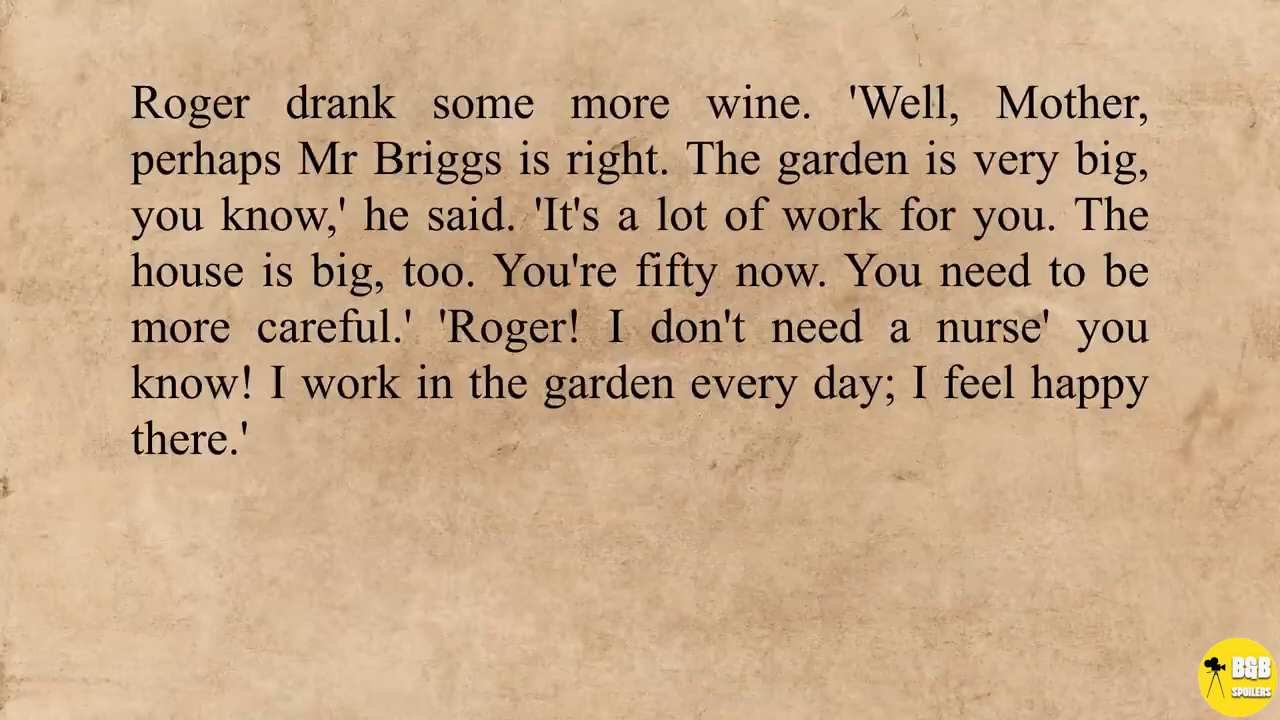 Roger drank some more wine. 'Well, Mother,
perhaps Mr Briggs is right. The garden is very big,
you know,' he said. 'It's a lot of work for you. The
house is big, too. You're fifty now. You need to be
more careful.' 'Roger! I don't need a nurse' you
know! I work in the garden every day; I feel happy
there.'
B&B
SPOILERS